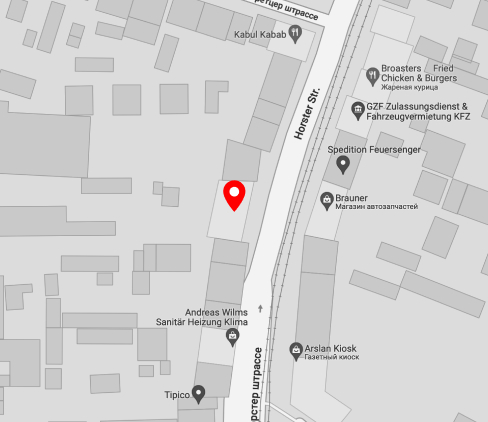 етцер штрассе
Kabul Kabab
Horster Str.
Broasters Fried
Chicken & Burgers
Жареная курица
GZF Zulassungsdienst &
Fahrzeugvermietung KFZ
Spedition Feuersenger
Brauner
Магазин автозапчастей
Andreas Wilms
Sanitär Heizung Klima
Arslan Kiosk
Газетный киоск
рстер штрассе
Tipico